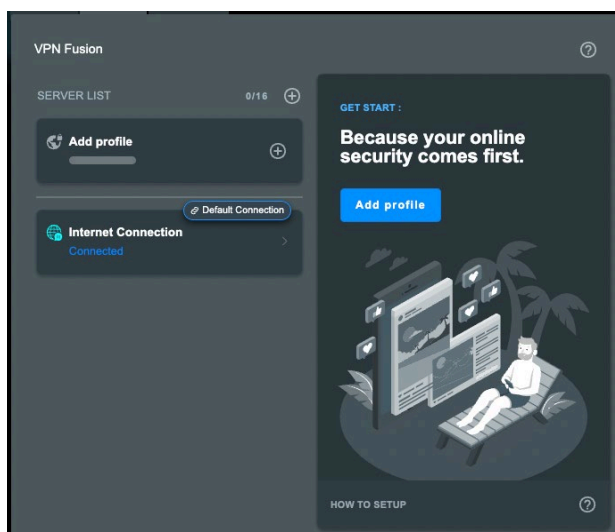 VPN Fusion
SERVER LIST 0/16
Add profile
Default Connection
Internet Connection
Connected
GET START :
Because your online
security comes first.
Add profile
HOW TO SETUP